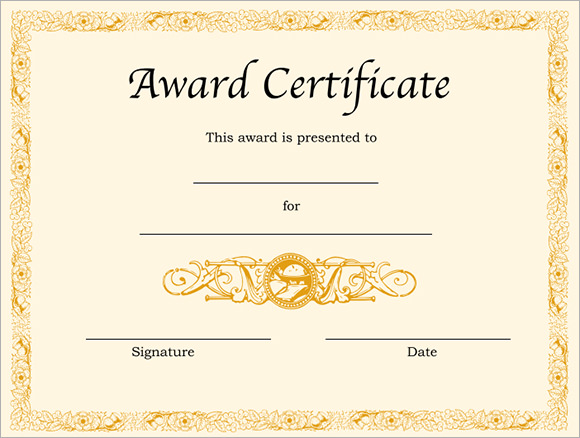 Award Certificate
This award is presented to
for
Signature Date